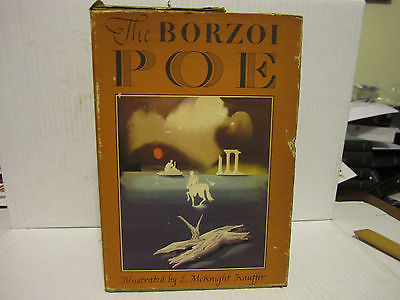 The BORZOI
POE
Illustrated by E. McKnight Kauffer